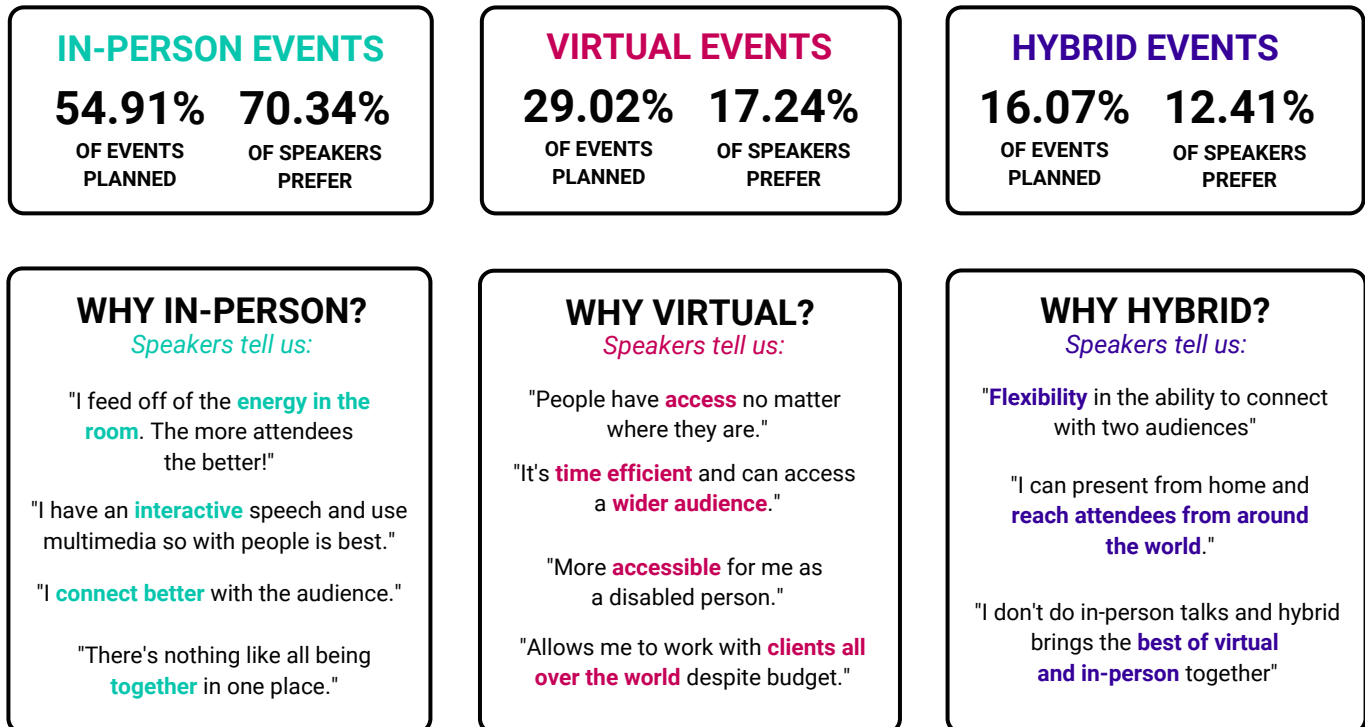 IN-PERSON EVENTS
54.91% 70.34%
OF EVENTS PLANNED
OF SPEAKERS PREFER
VIRTUAL EVENTS
29.02% 17.24%
OF EVENTS PLANNED
OF SPEAKERS PREFER
HYBRID EVENTS
16.07% 12.41%
OF EVENTS PLANNED
OF SPEAKERS PREFER
WHY IN-PERSON?
Speakers tell us:
"I feed off of the energy in the
room. The more attendees
the better!"
"I have an interactive speech and use
multimedia so with people is best."
"I connect better with the audience."
"There's nothing like all being
together in one place."
WHY VIRTUAL?
Speakers tell us:
"People have access no matter
where they are."
"It's time efficient and can access
a wider audience."
"More accessible for me as
a disabled person."
"Allows me to work with clients all
over the world despite budget."
WHY HYBRID?
Speakers tell us:
"Flexibility in the ability to connect
with two audiences"
"I can present from home and
reach attendees from around
the world."
"I don't do in-person talks and hybrid
brings the best of virtual
and in-person together"